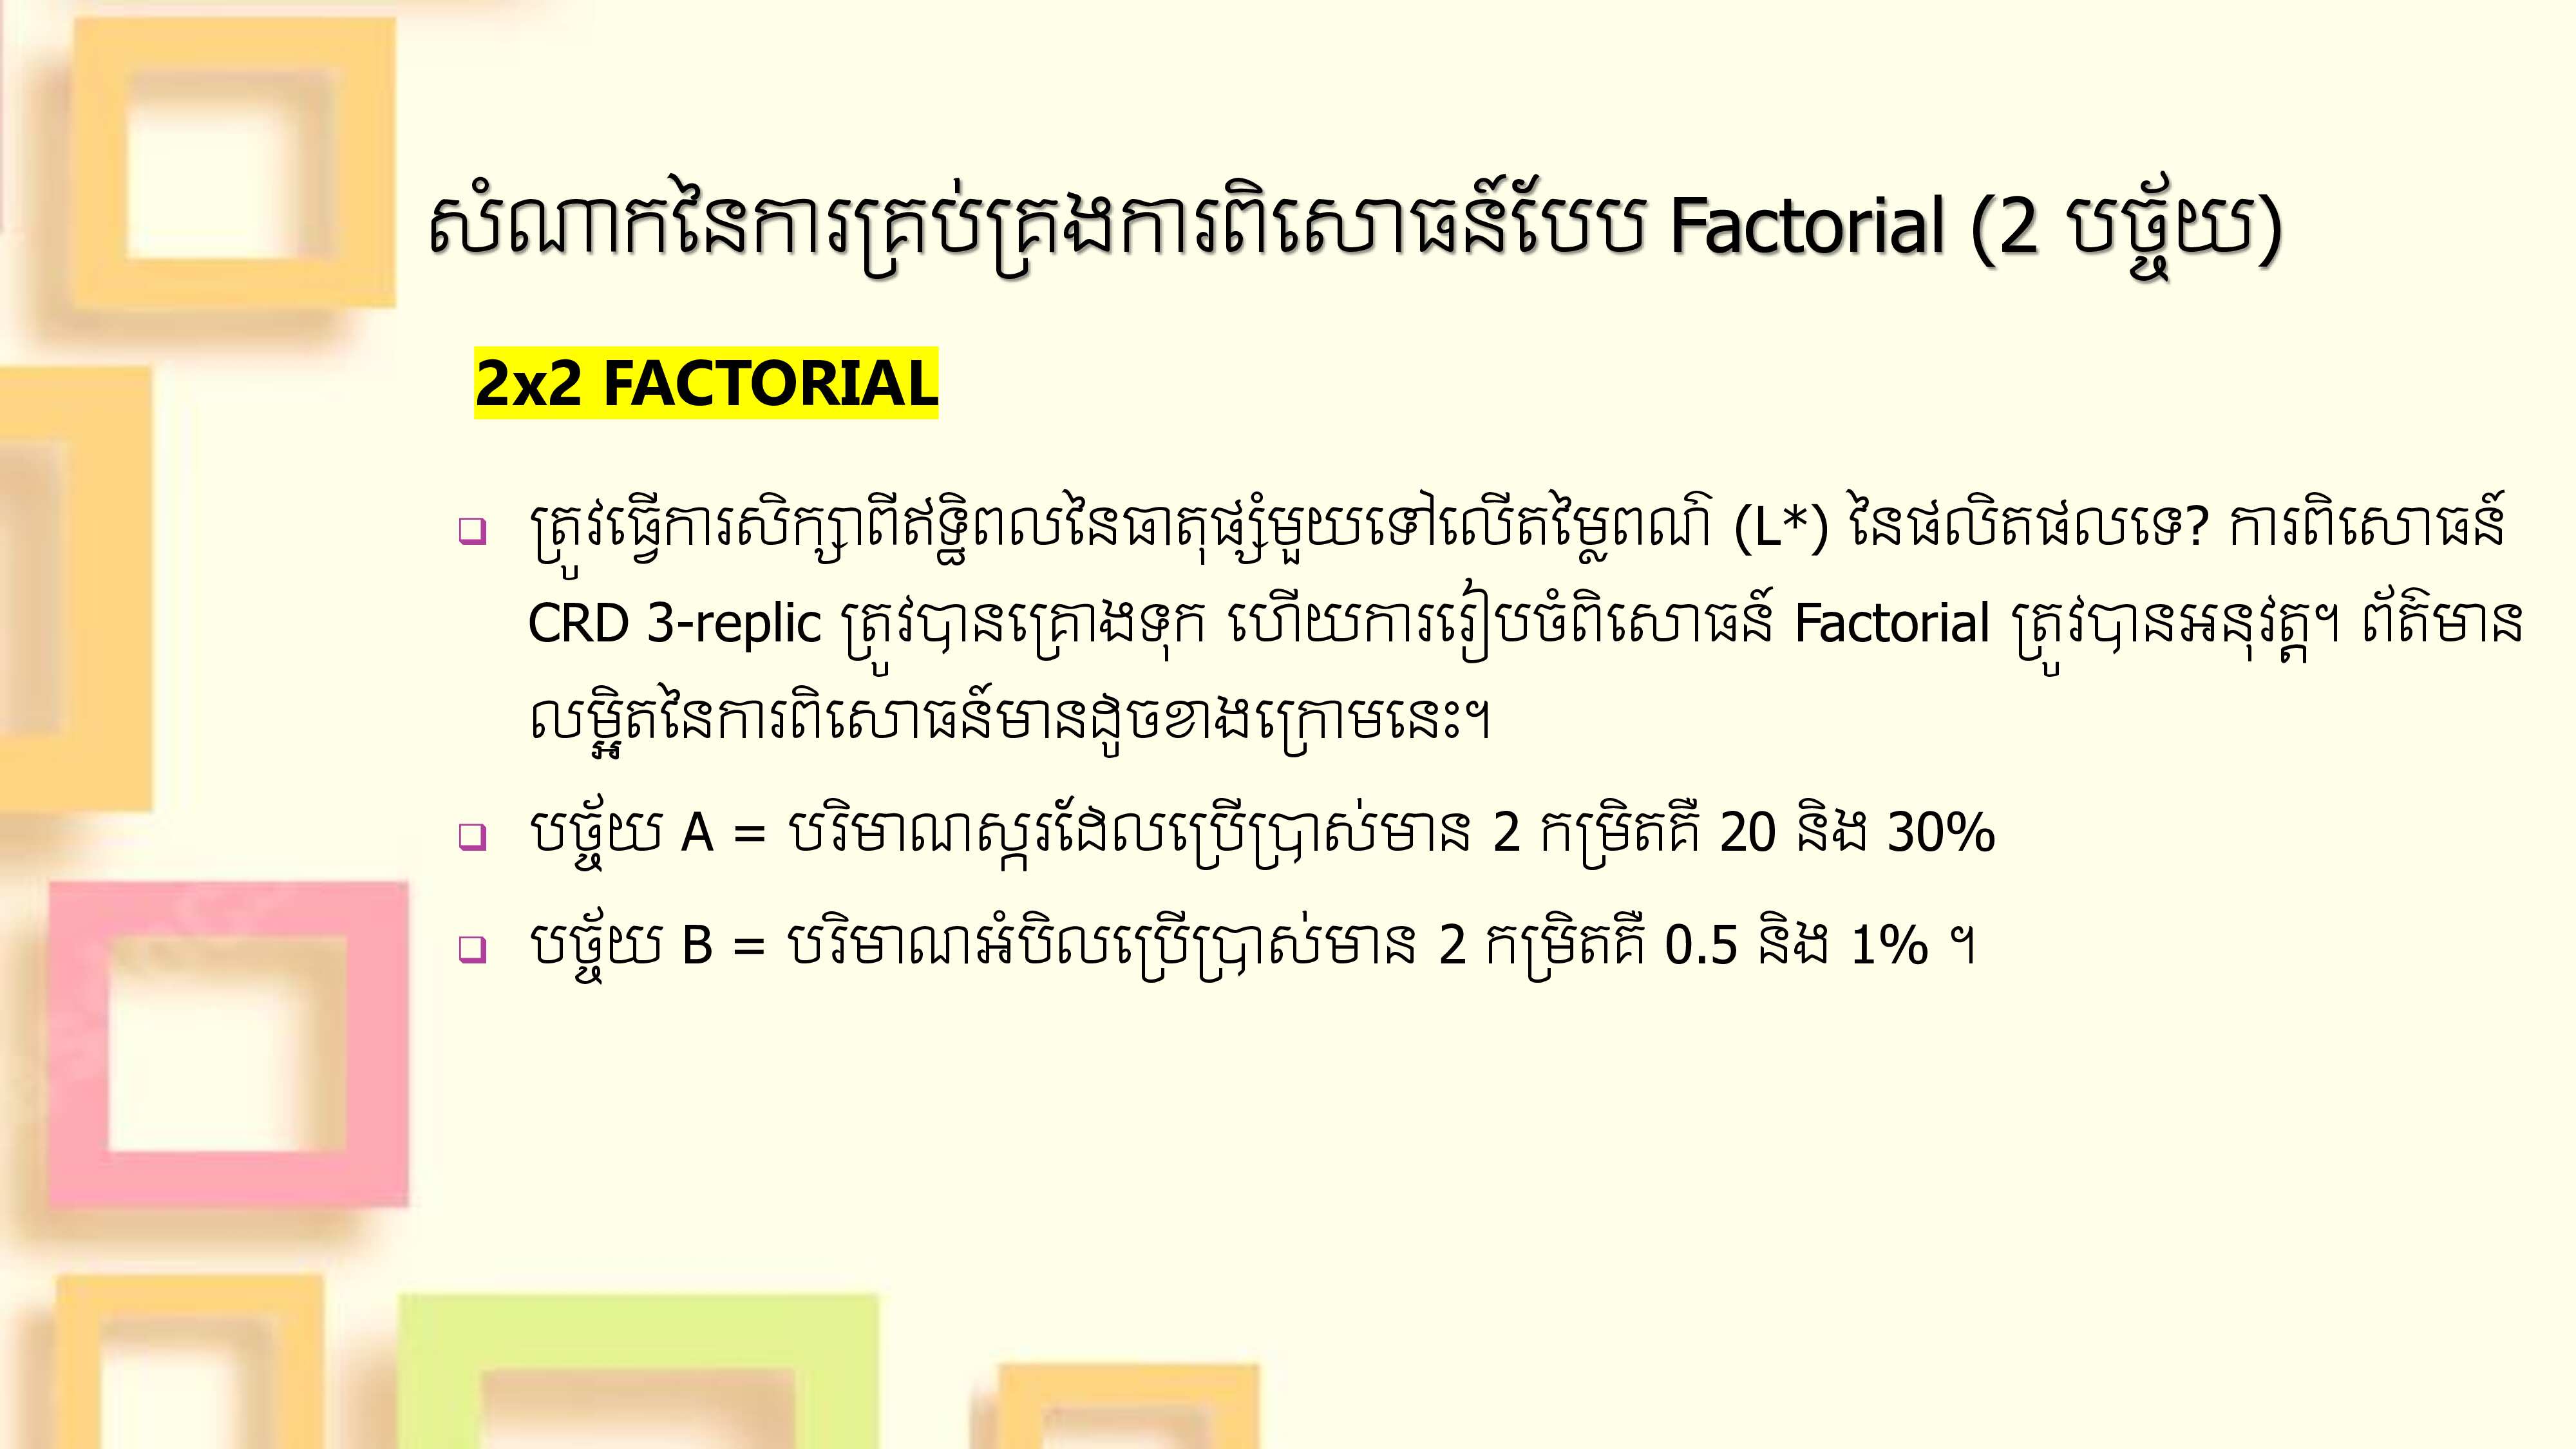 សំណាកនៃការគ្រប់គ្រងការពិសោធន៍បែប Factorial (2 បច្ច័យ)
2x2 FACTORIAL
ត្រូវធ្វើការសិក្សាពីឥទ្ធិពលនៃធាតុផ្សំមួយទៅលើតម្លៃពណ៌ (L*) នៃផលិតផលទេ? ការពិសោធន៍
CRD 3-replic ត្រូវបានគ្រោងទុក ហើយការរៀបចំពិសោធន៍ Factorial ត្រូវបានអនុវត្ត។ ព័ត៌មាន
លម្អិតនៃការពិសោធន៍មានដូចខាងក្រោមនេះ។
បច្ច័យ A = បរិមាណស្ករដែលប្រើប្រាស់មាន 2 កម្រិតគឺ 20 និង 30%
បច្ច័យ B = បរិមាណអំបិលប្រើប្រាស់មាន 2 កម្រិតគឺ 0.5 និង 1% ។